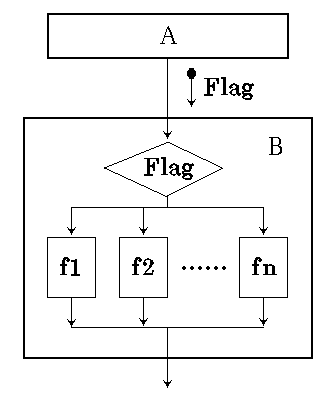 A
Flag
B
Flag
f1 f2 ...... fn